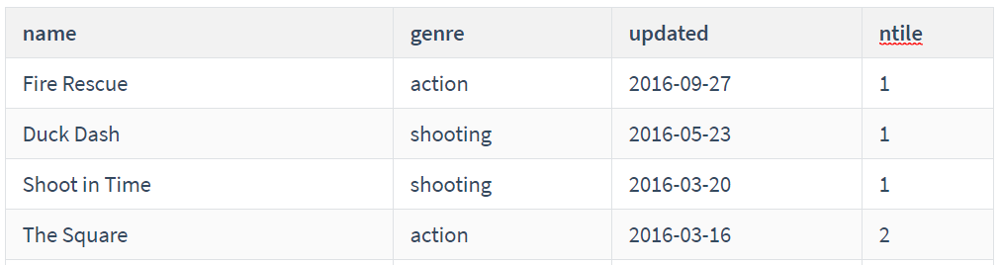 name genre updated ntile
Fire Rescue action 2016-09-27 1
Duck Dash shooting 2016-05-23 1
Shoot in Time shooting 2016-03-20 1
The Square action 2016-03-16 2